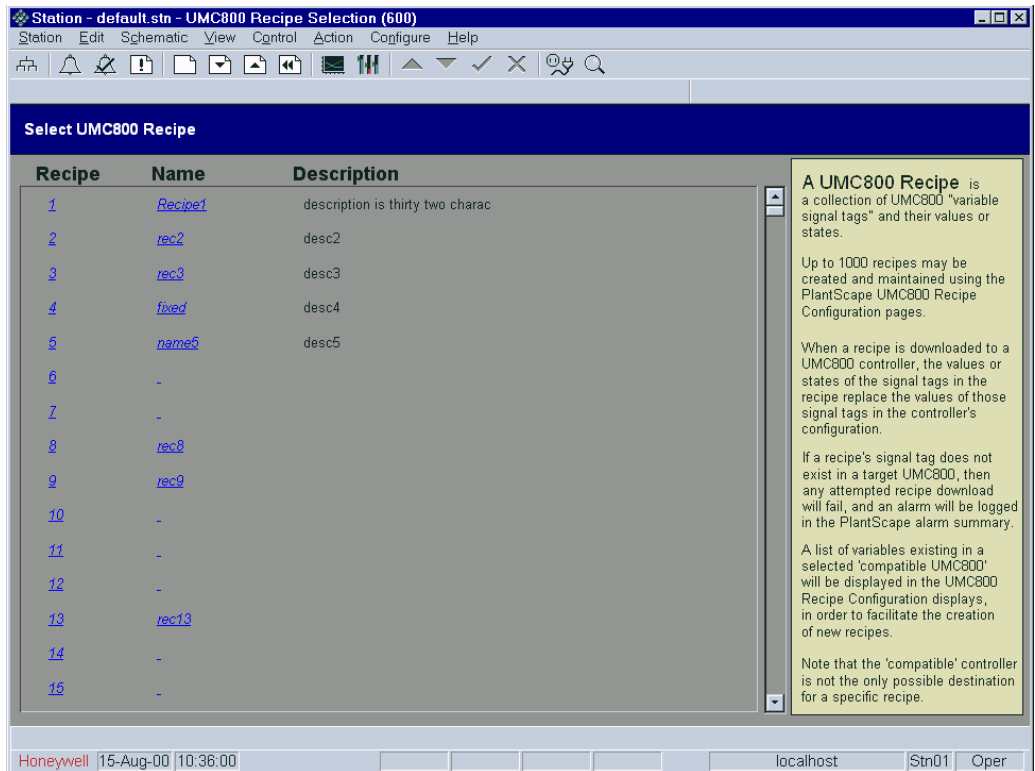 Station - default.stn - UMC800 Recipe Selection (600)
Station Edit Schematic View Control Action Configure Help
Select UMC800 Recipe
Recipe Name Description
1 Recipe1 description is thirty two charac
2 rec2 desc2
3 rec3 desc3
4 fixed desc4
5 name5 desc5
6 -
7 -
8 rec8
9 rec9
10 -
11 -
12 -
13 rec13
14 -
15 -
A UMC800 Recipe is
a collection of UMC800 "variable
signal tags" and their values or
states.
Up to 1000 recipes may be
created and maintained using the
PlantScape UMC800 Recipe
Configuration pages.
When a recipe is downloaded to a
UMC800 controller, the values or
states of the signal tags in the
recipe replace the values of those
signal tags in the controller's
configuration.
If a recipe's signal tag does not
exist in a target UMC800, then
any attempted recipe download
will fail, and an alarm will be logged
in the PlantScape alarm summary.
A list of variables existing in a
selected 'compatible UMC800'
will be displayed in the UMC800
Recipe Configuration displays,
in order to facilitate the creation
of new recipes.
Note that the 'compatible' controller
is not the only possible destination
for a specific recipe.
Honeywell 15-Aug-00 10:36:00 localhost Stn01 Oper